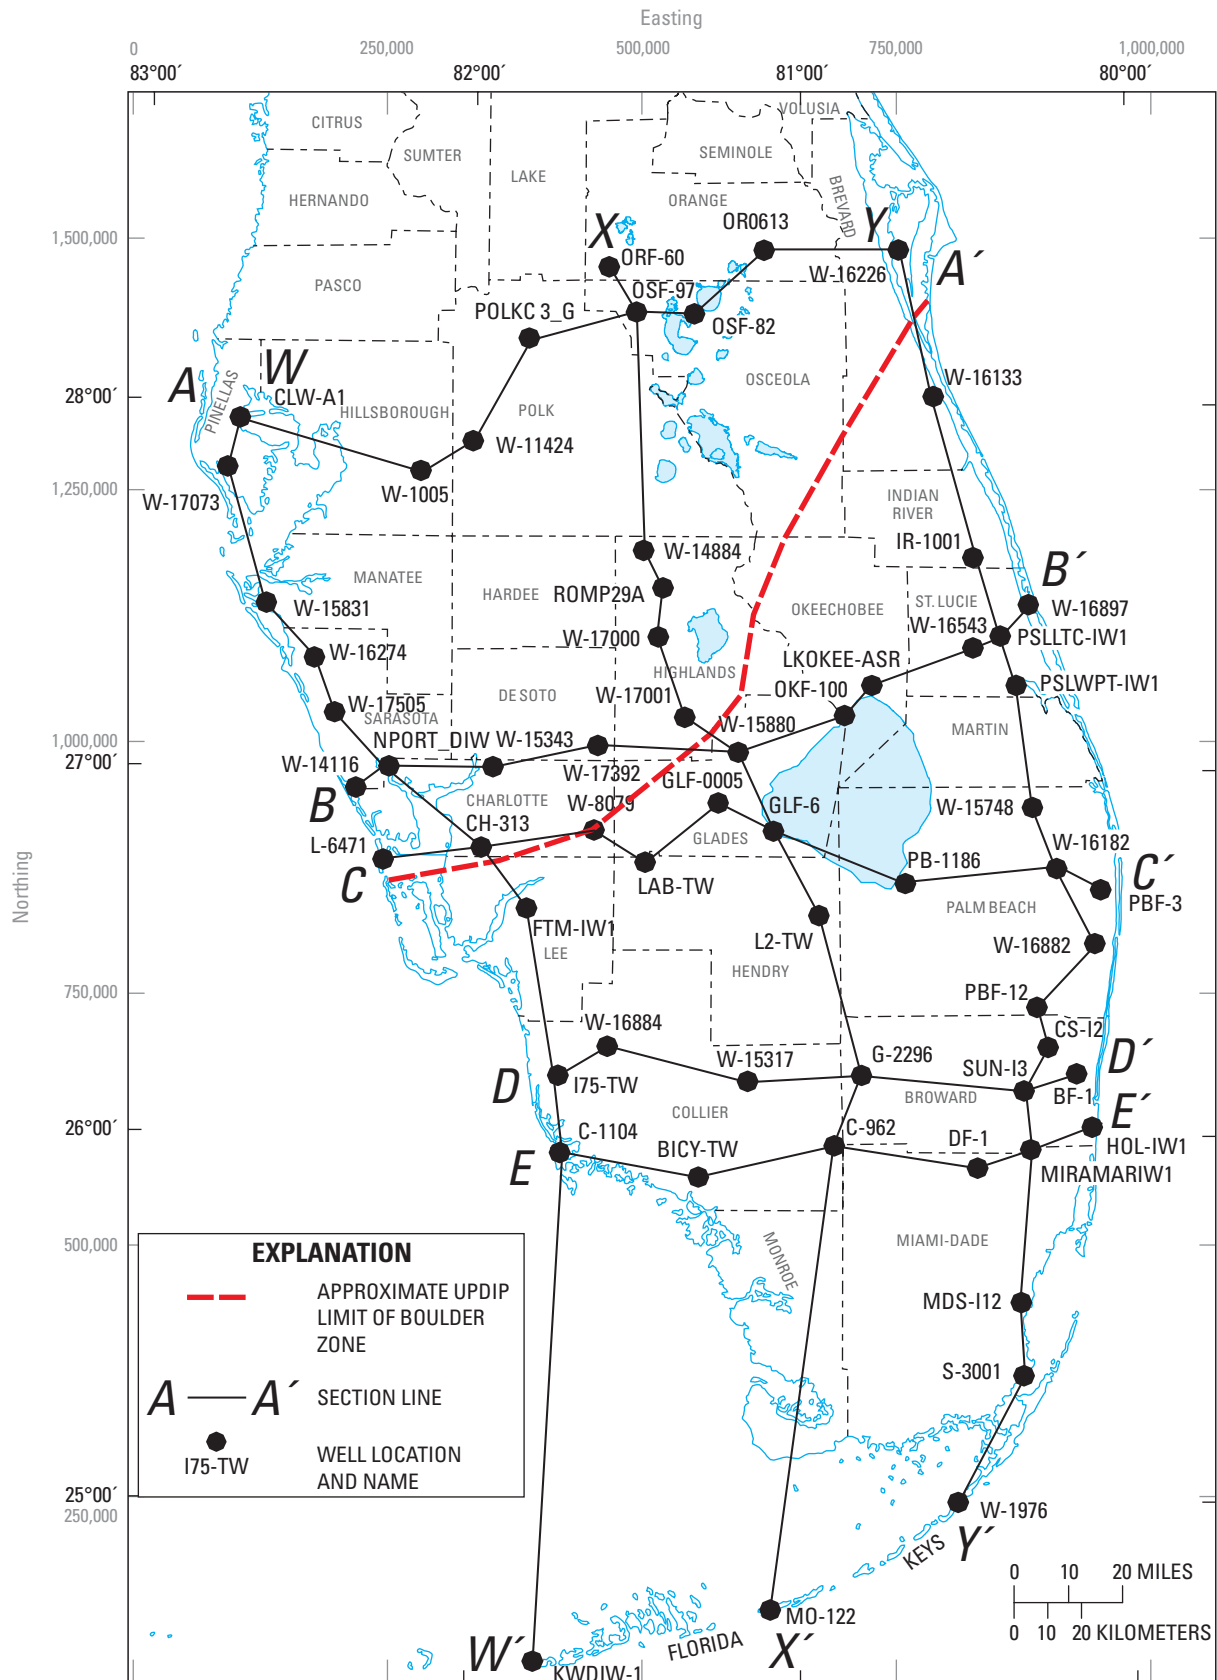 Easting
0 250,000 500,000 750,000 1,000,000
83°00´ 82°00´ 81°00´ 80°00´
VOLUSIA
CITRUS
SUMTER
SEMINOLE
LAKE
BREVARD
HERNANDO
ORANGE
OR0613
Y
X
1,500,000
ORF-60
W-16226
A´
PASCO
OSF-97
POLKC 3_G
OSF-82
W
A
PINELLAS
W-16133
OSCEOLA
28°00´
CLW-A1
HILLSBOROUGH
POLK
W-11424
W-1005
1,250,000
W-17073
INDIAN
RIVER
IR-1001
W-14884
B´
MANATEE
HARDEE
ROMP29A
OKEECHOBEE
ST. LUCIE
W-15831
W-16897
W-16543
W-17000
PSLLTC-IW1
W-16274
LKOKEE-ASR
HIGHLANDS
PSLWPT-IW1
DESOTO
OKF-100
W-17001
W-17505
SARASOTA
W-15880
MARTIN
1,000,000
NPORT_DIW
W-15343
27°00´
W-14116
W-17392
GLF-0005
B
CHARLOTTE
W-8079
W-15748
CH-313
GLF-6
L-6471
GLADES
W-16182
PB-1186
C
LAB-TW
C´
PBF-3
PALM BEACH
Northing
FTM-IW1
L2-TW
W-16882
LEE
HENDRY
750,000
PBF-12
W-16884
CS-I2
W-15317
G-2296
D´
SUN-I3
D
I75-TW
BF-1
BROWARD
COLLIER
E´
26°00´
C-1104
C-962
DF-1
BICY-TW
HOL-IW1
E
MIRAMARIW1
500,000
MIAMI-DADE
MONROE
EXPLANATION
APPROXIMATE UPDIP
LIMIT OF BOULDER
ZONE
MDS-I12
S-3001
A A´ SECTION LINE
I75-TW
WELL LOCATION
AND NAME
25°00´
250,000
W-1976
Y´
KEYS
0 10 20 MILES
MO-122
0 10 20 KILOMETERS
FLORIDA
X´
W´
KWDIW-1